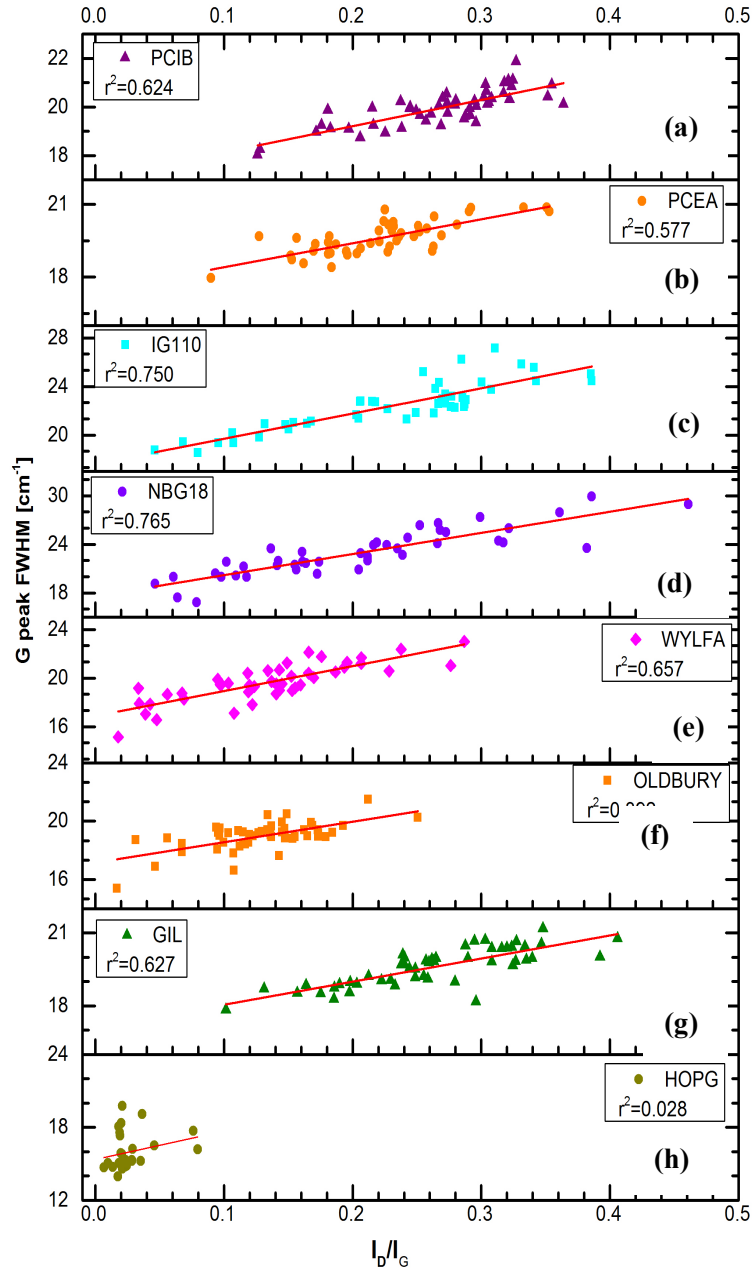 0.0 0.1 0.2 0.3 0.4 0.5
22
20
18
PCIB
r²=0.624
(a)
21
18
PCEA
r²=0.577
(b)
28
24
20
IG110
r²=0.750
(c)
30
24
18
NBG18
r²=0.765
(d)
G peak FWHM [cm⁻¹]
24
20
16
WYLFA
r²=0.657
(e)
24
20
16
OLDBURY
(f)
21
18
GIL
r²=0.627
(g)
24
18
12
HOPG
r²=0.028
(h)
0.0 0.1 0.2 0.3 0.4 0.5
I_D/I_G